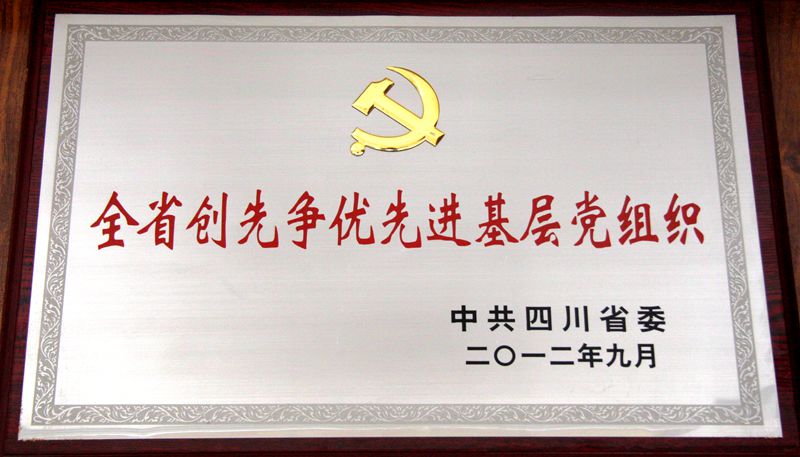 全省创先争优先进基层党组织
中共四川省委
二〇一二年九月